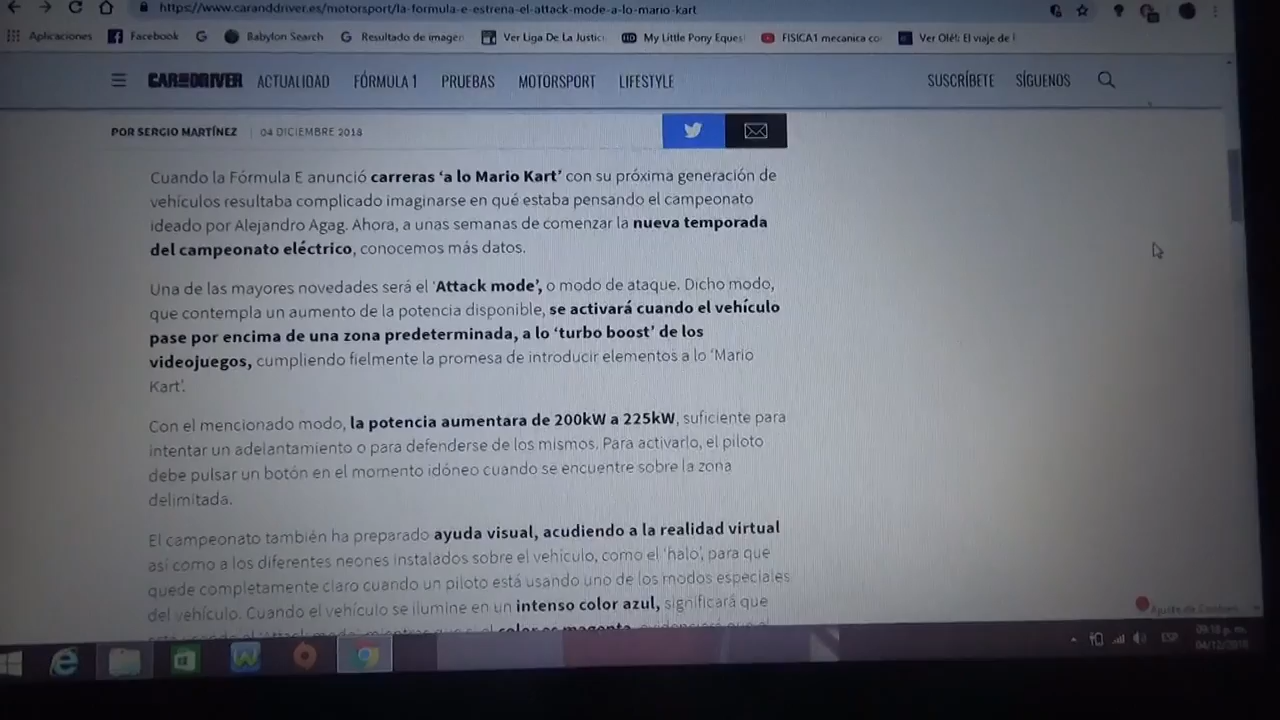 https://www.caranddriver.es/motorsport/la-formula-e-estrena-el-attack-mode-a-lo-mario-kart
Aplicaciones Facebook Babylon Search Resultado de imagen Ver Liga De La Justici My Little Pony Eques FISICA1 mecanica co Ver Olé!: El viaje de
CAR AND DRIVER ACTUALIDAD FÓRMULA 1 PRUEBAS MOTORSPORT LIFESTYLE SUSCRÍBETE SÍGUENOS
POR SERGIO MARTÍNEZ | 04 DICIEMBRE 2018
Cuando la Fórmula E anunció carreras ‘a lo Mario Kart’ con su próxima generación de
vehículos resultaba complicado imaginarse en qué estaba pensando el campeonato
ideado por Alejandro Agag. Ahora, a unas semanas de comenzar la nueva temporada
del campeonato eléctrico, conocemos más datos.
Una de las mayores novedades será el ‘Attack mode’, o modo de ataque. Dicho modo,
que contempla un aumento de la potencia disponible, se activará cuando el vehículo
pase por encima de una zona predeterminada, a lo ‘turbo boost’ de los
videojuegos, cumpliendo fielmente la promesa de introducir elementos a lo ‘Mario
Kart’.
Con el mencionado modo, la potencia aumentara de 200kW a 225kW, suficiente para
intentar un adelantamiento o para defenderse de los mismos. Para activarlo, el piloto
debe pulsar un botón en el momento idóneo cuando se encuentre sobre la zona
delimitada.
El campeonato también ha preparado ayuda visual, acudiendo a la realidad virtual
así como a los diferentes neones instalados sobre el vehículo, como el ‘halo’, para que
quede completamente claro cuando un piloto está usando uno de los modos especiales
del vehículo. Cuando el vehículo se ilumine en un intenso color azul, significará que
color es magenta
ESP
09:18 p. m.
04/12/2018